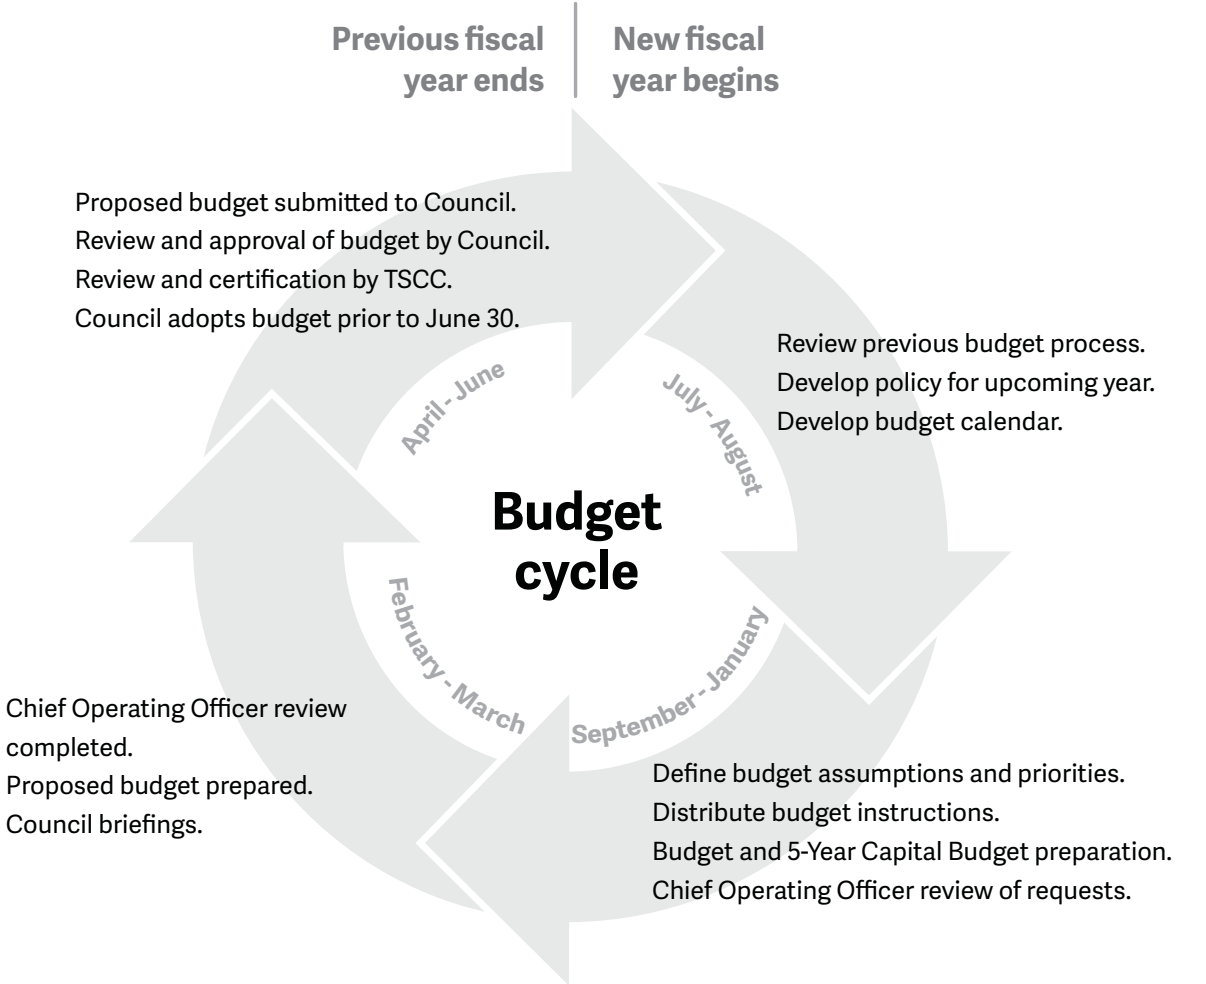 Previous fiscal
year ends
New fiscal
year begins
Proposed budget submitted to Council.
Review and approval of budget by Council.
Review and certification by TSCC.
Council adopts budget prior to June 30.
Review previous budget process.
Develop policy for upcoming year.
Develop budget calendar.
April - June
July - August
Budget
cycle
February - March
September - January
Chief Operating Officer review
completed.
Proposed budget prepared.
Council briefings.
Define budget assumptions and priorities.
Distribute budget instructions.
Budget and 5-Year Capital Budget preparation.
Chief Operating Officer review of requests.